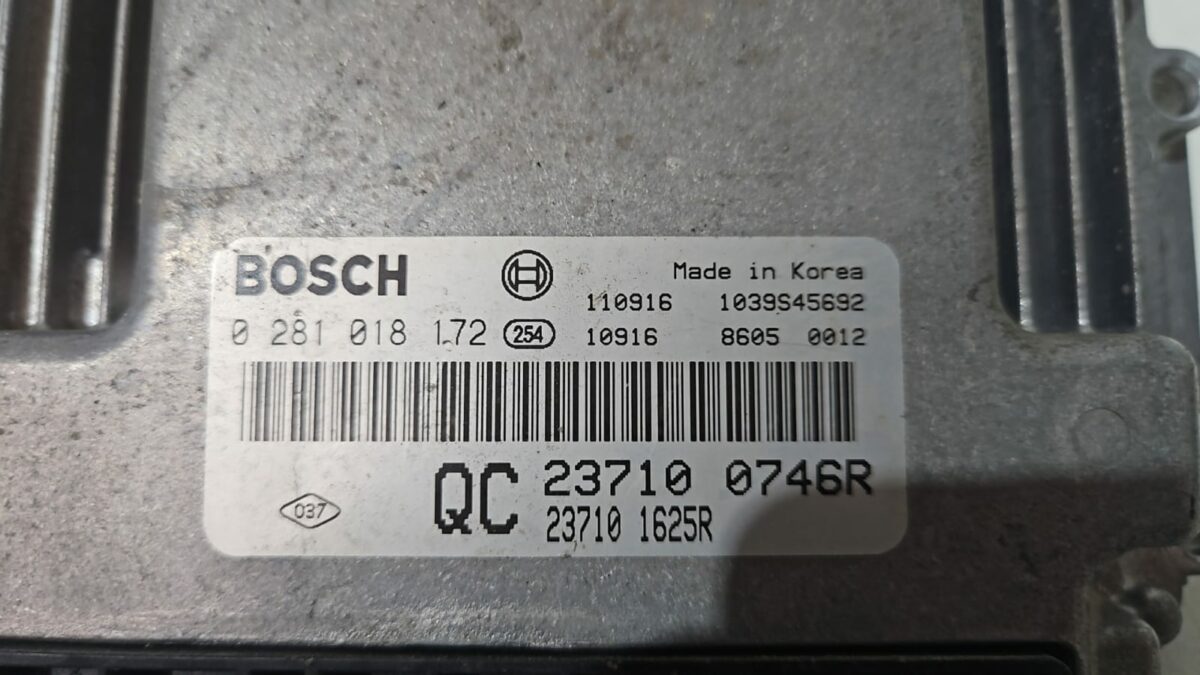 BOSCH
Made in Korea
110916 1039S45692
0 281 018 172 254 10916 8605 0012
QC 23710 0746R
037 23710 1625R